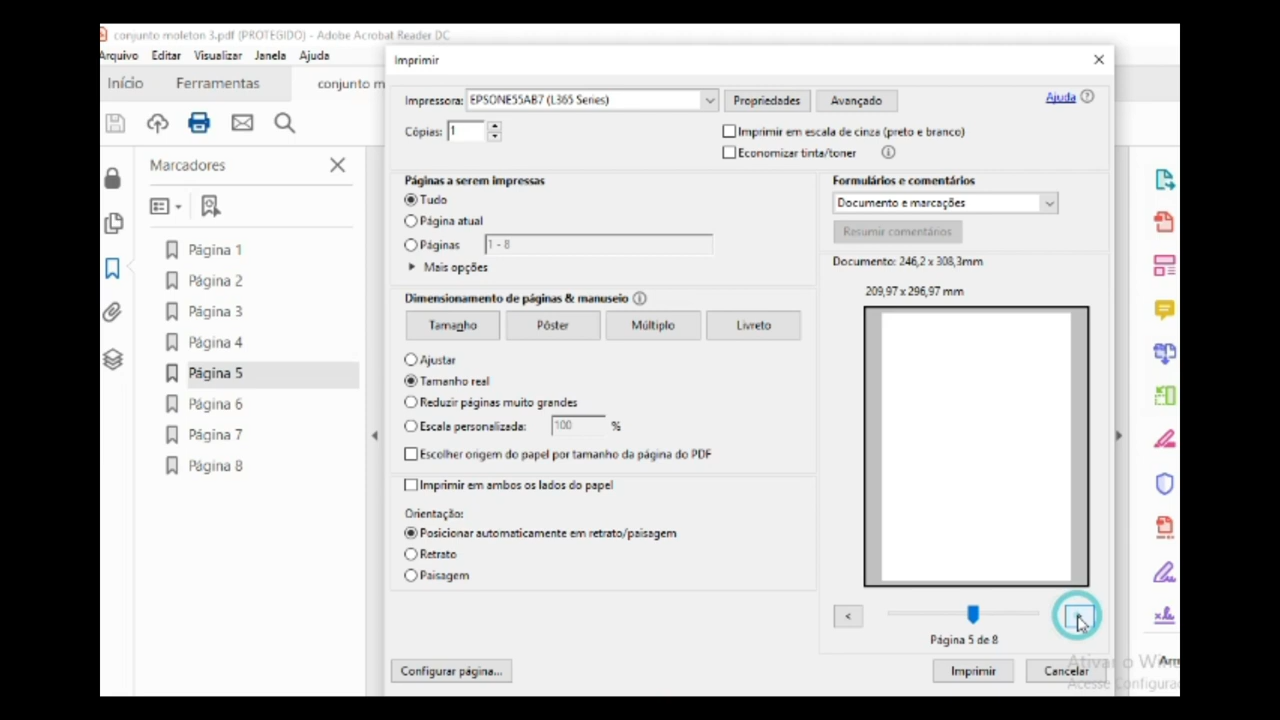 conjunto moleton 3.pdf (PROTEGIDO) - Adobe Acrobat Reader DC
Arquivo Editar Visualizar Janela Ajuda
Início Ferramentas conjunto m
Imprimir
Impressora: EPSONE55AB7 (L365 Series) Propriedades Avançado Ajuda
Cópias: 1 Imprimir em escala de cinza (preto e branco)
Economizar tinta/toner
Marcadores
Página 1
Página 2
Página 3
Página 4
Página 5
Página 6
Página 7
Página 8
Páginas a serem impressas
Tudo
Página atual
Páginas 1 - 8
Mais opções
Dimensionamento de páginas & manuseio
Tamanho Pôster Múltiplo Livreto
Ajustar
Tamanho real
Reduzir páginas muito grandes
Escala personalizada: 100 %
Escolher origem do papel por tamanho da página do PDF
Imprimir em ambos os lados do papel
Orientação:
Posicionar automaticamente em retrato/paisagem
Retrato
Paisagem
Formulários e comentários
Documento e marcações
Resumir comentários
Documento: 246,2 x 308,3mm
209,97 x 296,97 mm
<
Página 5 de 8
Configurar página... Imprimir Cancelar
Ativar o Win
Acesse Configura